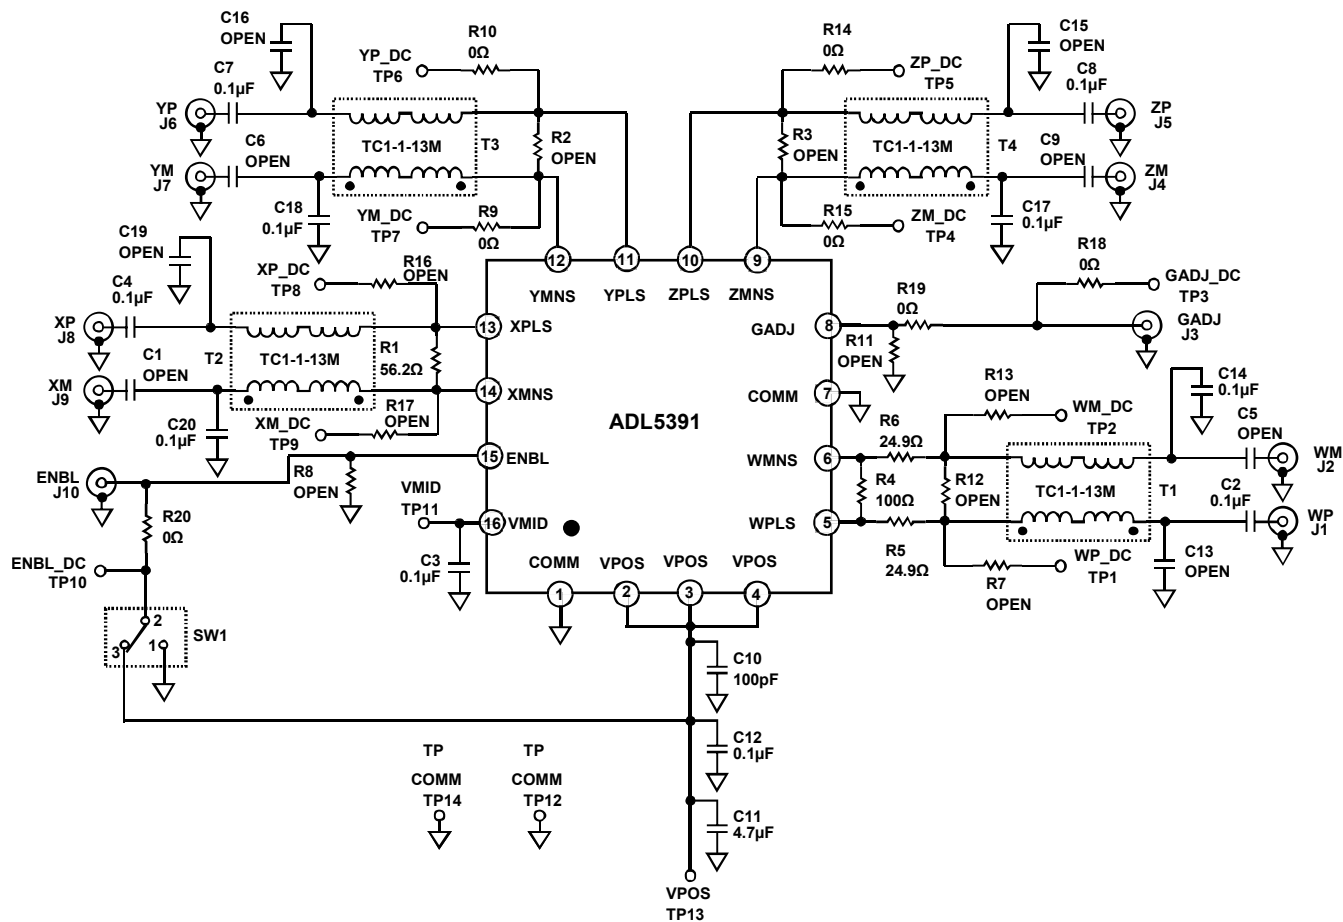 C16
OPEN
C7
0.1µF
YP
J6
C6
OPEN
YM
J7
C18
0.1µF
YP_DC
TP6
R10
0Ω
TC1-1-13M
T3
R2
OPEN
YM_DC
TP7
R9
0Ω
R14
0Ω
ZP_DC
TP5
R3
OPEN
TC1-1-13M
T4
C15
OPEN
C8
0.1µF
ZP
J5
C9
OPEN
ZM
J4
R15
0Ω
ZM_DC
TP4
C17
0.1µF
C19
OPEN
C4
0.1µF
XP
J8
XP_DC
TP8
R16
OPEN
T2
TC1-1-13M
R1
56.2Ω
C1
OPEN
XM
J9
C20
0.1µF
XM_DC
TP9
R17
OPEN
12
11
10
9
YMNS
YPLS
ZPLS
ZMNS
13
XPLS
14
XMNS
15
ENBL
16
VMID
ADL5391
GADJ
8
COMM
7
WMNS
6
WPLS
5
COMM
VPOS
VPOS
VPOS
1
2
3
4
R19
0Ω
R11
OPEN
R18
0Ω
GADJ_DC
TP3
GADJ
J3
R6
24.9Ω
R4
100Ω
R5
24.9Ω
R13
OPEN
WM_DC
TP2
R12
OPEN
TC1-1-13M
T1
C14
0.1µF
C5
OPEN
WM
J2
C2
0.1µF
WP
J1
R7
OPEN
WP_DC
TP1
C13
OPEN
ENBL
J10
R8
OPEN
VMID
TP11
C3
0.1µF
R20
0Ω
ENBL_DC
TP10
2
3
1
SW1
C10
100pF
C12
0.1µF
C11
4.7µF
TP
COMM
TP14
TP
COMM
TP12
VPOS
TP13